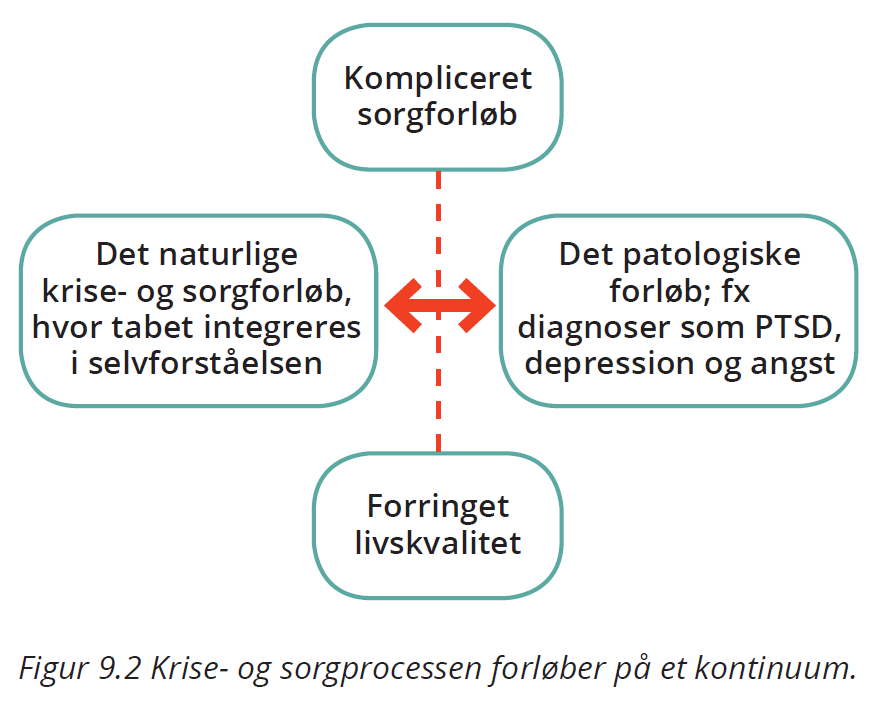 Kompliceret
sorgforløb
Det naturlige
krise- og sorgforløb,
hvor tabet integreres
i selvforståelsen
Det patologiske
forløb; fx
diagnoser som PTSD,
depression og angst
Forringet
livskvalitet
Figur 9.2 Krise- og sorgprocessen forløber på et kontinuum.